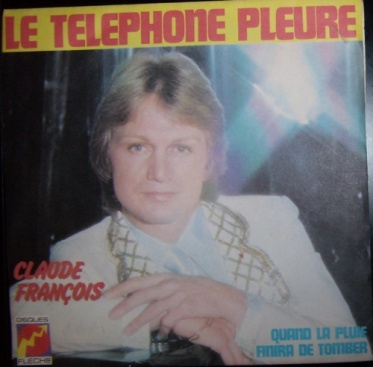 LE TELEPHONE PLEURE
CLAUDE
FRANÇOIS
DISQUES
FLECHE
QUAND LA PLUIE
FINIRA DE TOMBER